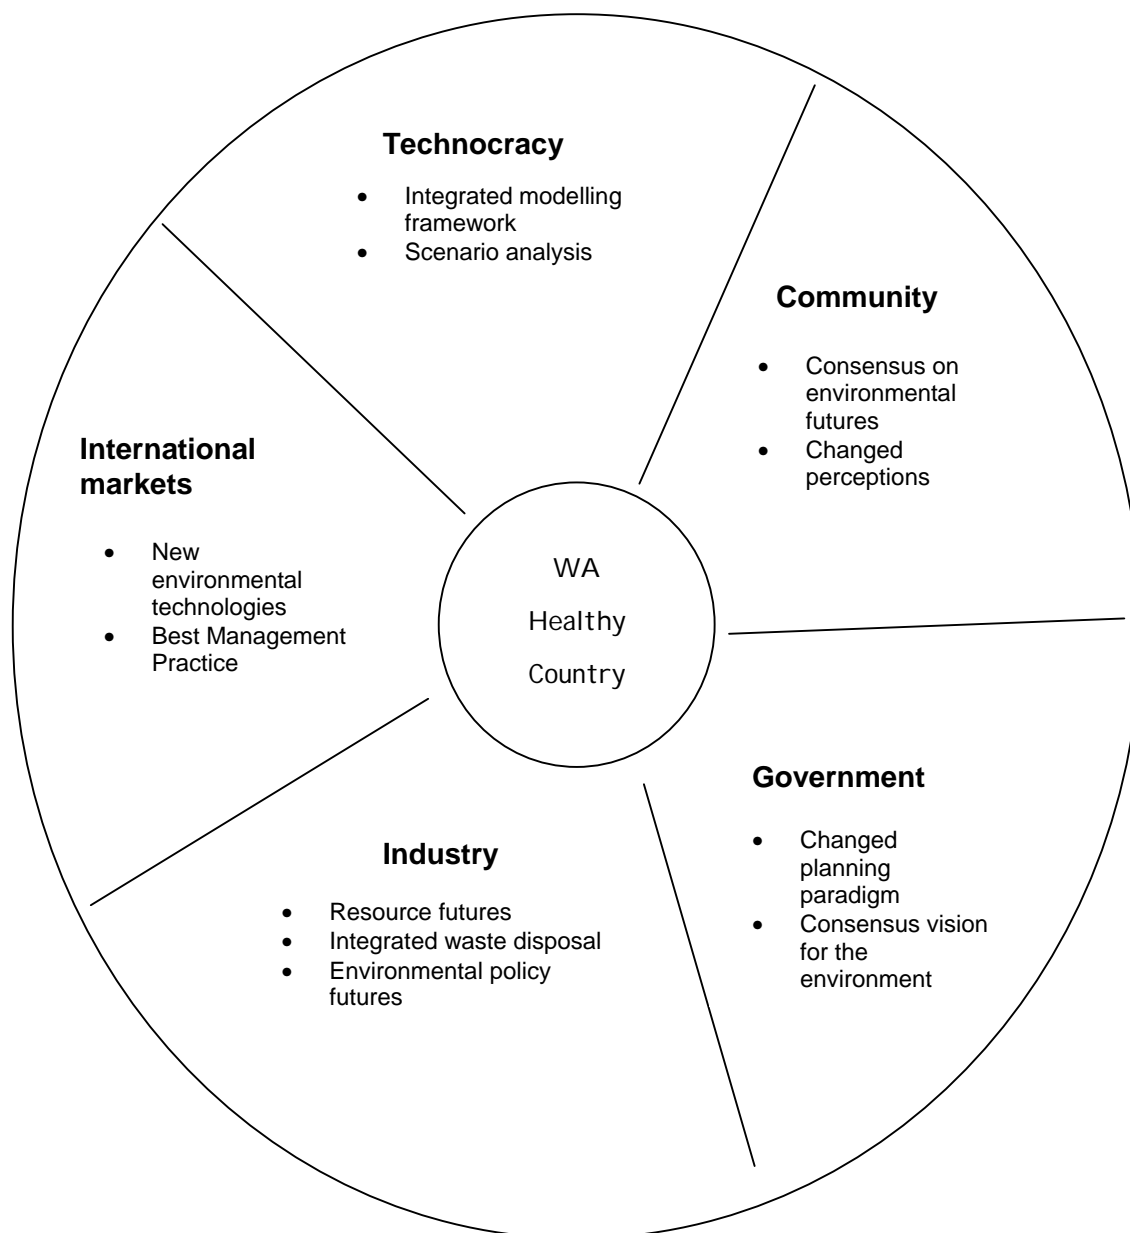 Technocracy
• Integrated modelling
framework
• Scenario analysis
Community
• Consensus on
environmental
futures
• Changed
perceptions
International
markets
• New
environmental
technologies
• Best Management
Practice
WA
Healthy
Country
Government
• Changed
planning
paradigm
• Consensus vision
for the
environment
Industry
• Resource futures
• Integrated waste disposal
• Environmental policy
futures